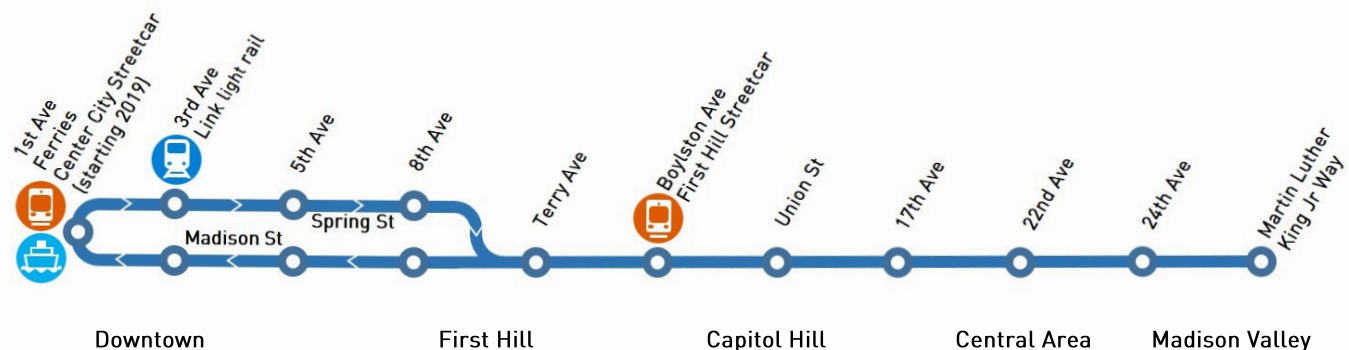 1st Ave
Ferries
Center City Streetcar
(starting 2019)
3rd Ave
Link light rail
5th Ave
8th Ave
Terry Ave
Boylston Ave
First Hill Streetcar
Union St
17th Ave
22nd Ave
24th Ave
Martin Luther
King Jr Way
Spring St
Madison St
Downtown
First Hill
Capitol Hill
Central Area
Madison Valley